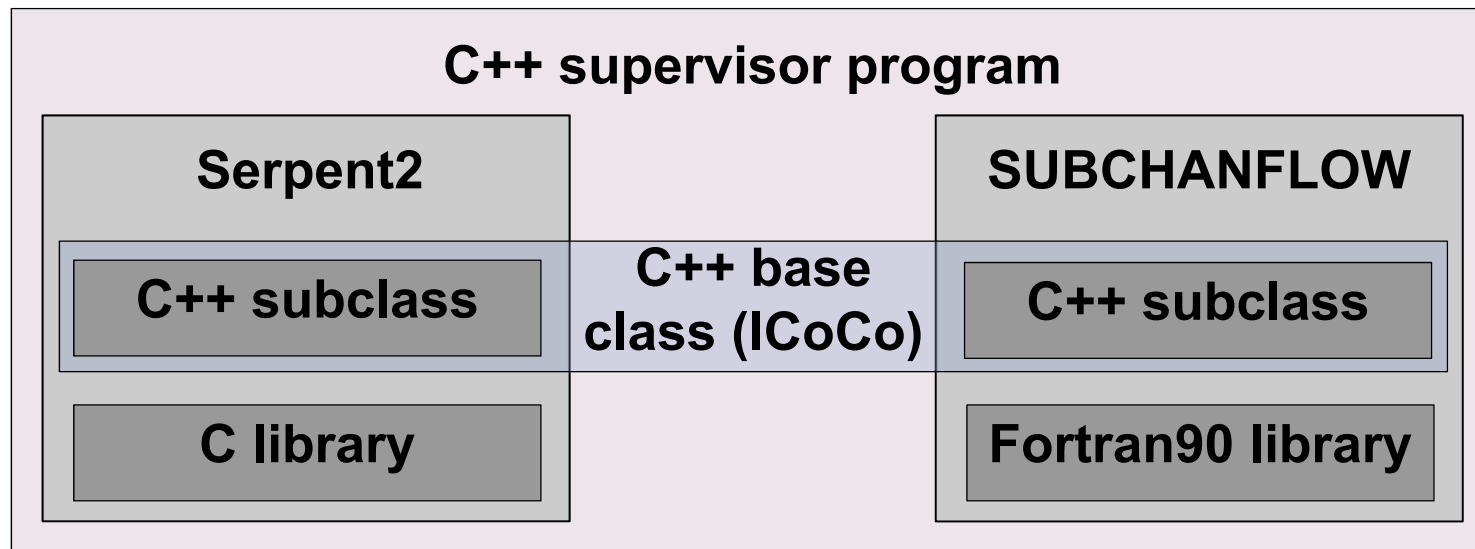 C++ supervisor program
Serpent2
SUBCHANFLOW
C++ subclass
C++ base
class (ICoCo)
C++ subclass
C library
Fortran90 library